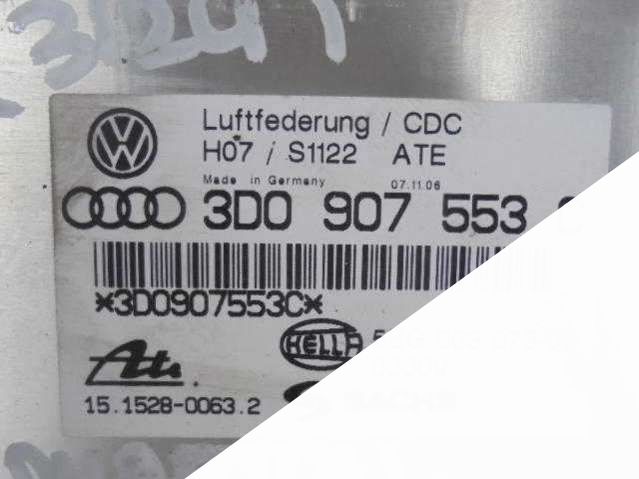 Luftfederung / CDC
H07 / S1122 ATE
Made in Germany 07.11.06
3D0 907 553
*3D0907553C*
HELLA
Ate
15.1528-0063.2